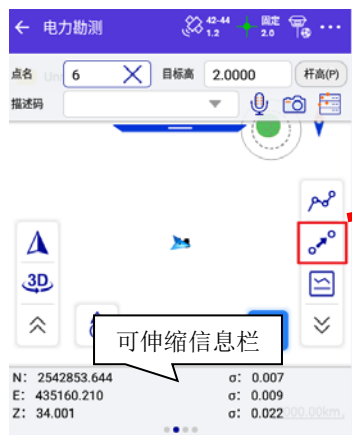 电力勘测
42-44
1.2
固定
2.0
点名
6
目标高
2.0000
杆高(P)
描述码
3D
可伸缩信息栏
N: 2542853.644
σ: 0.007
E: 435160.210
σ: 0.009
Z: 34.001
σ: 0.022